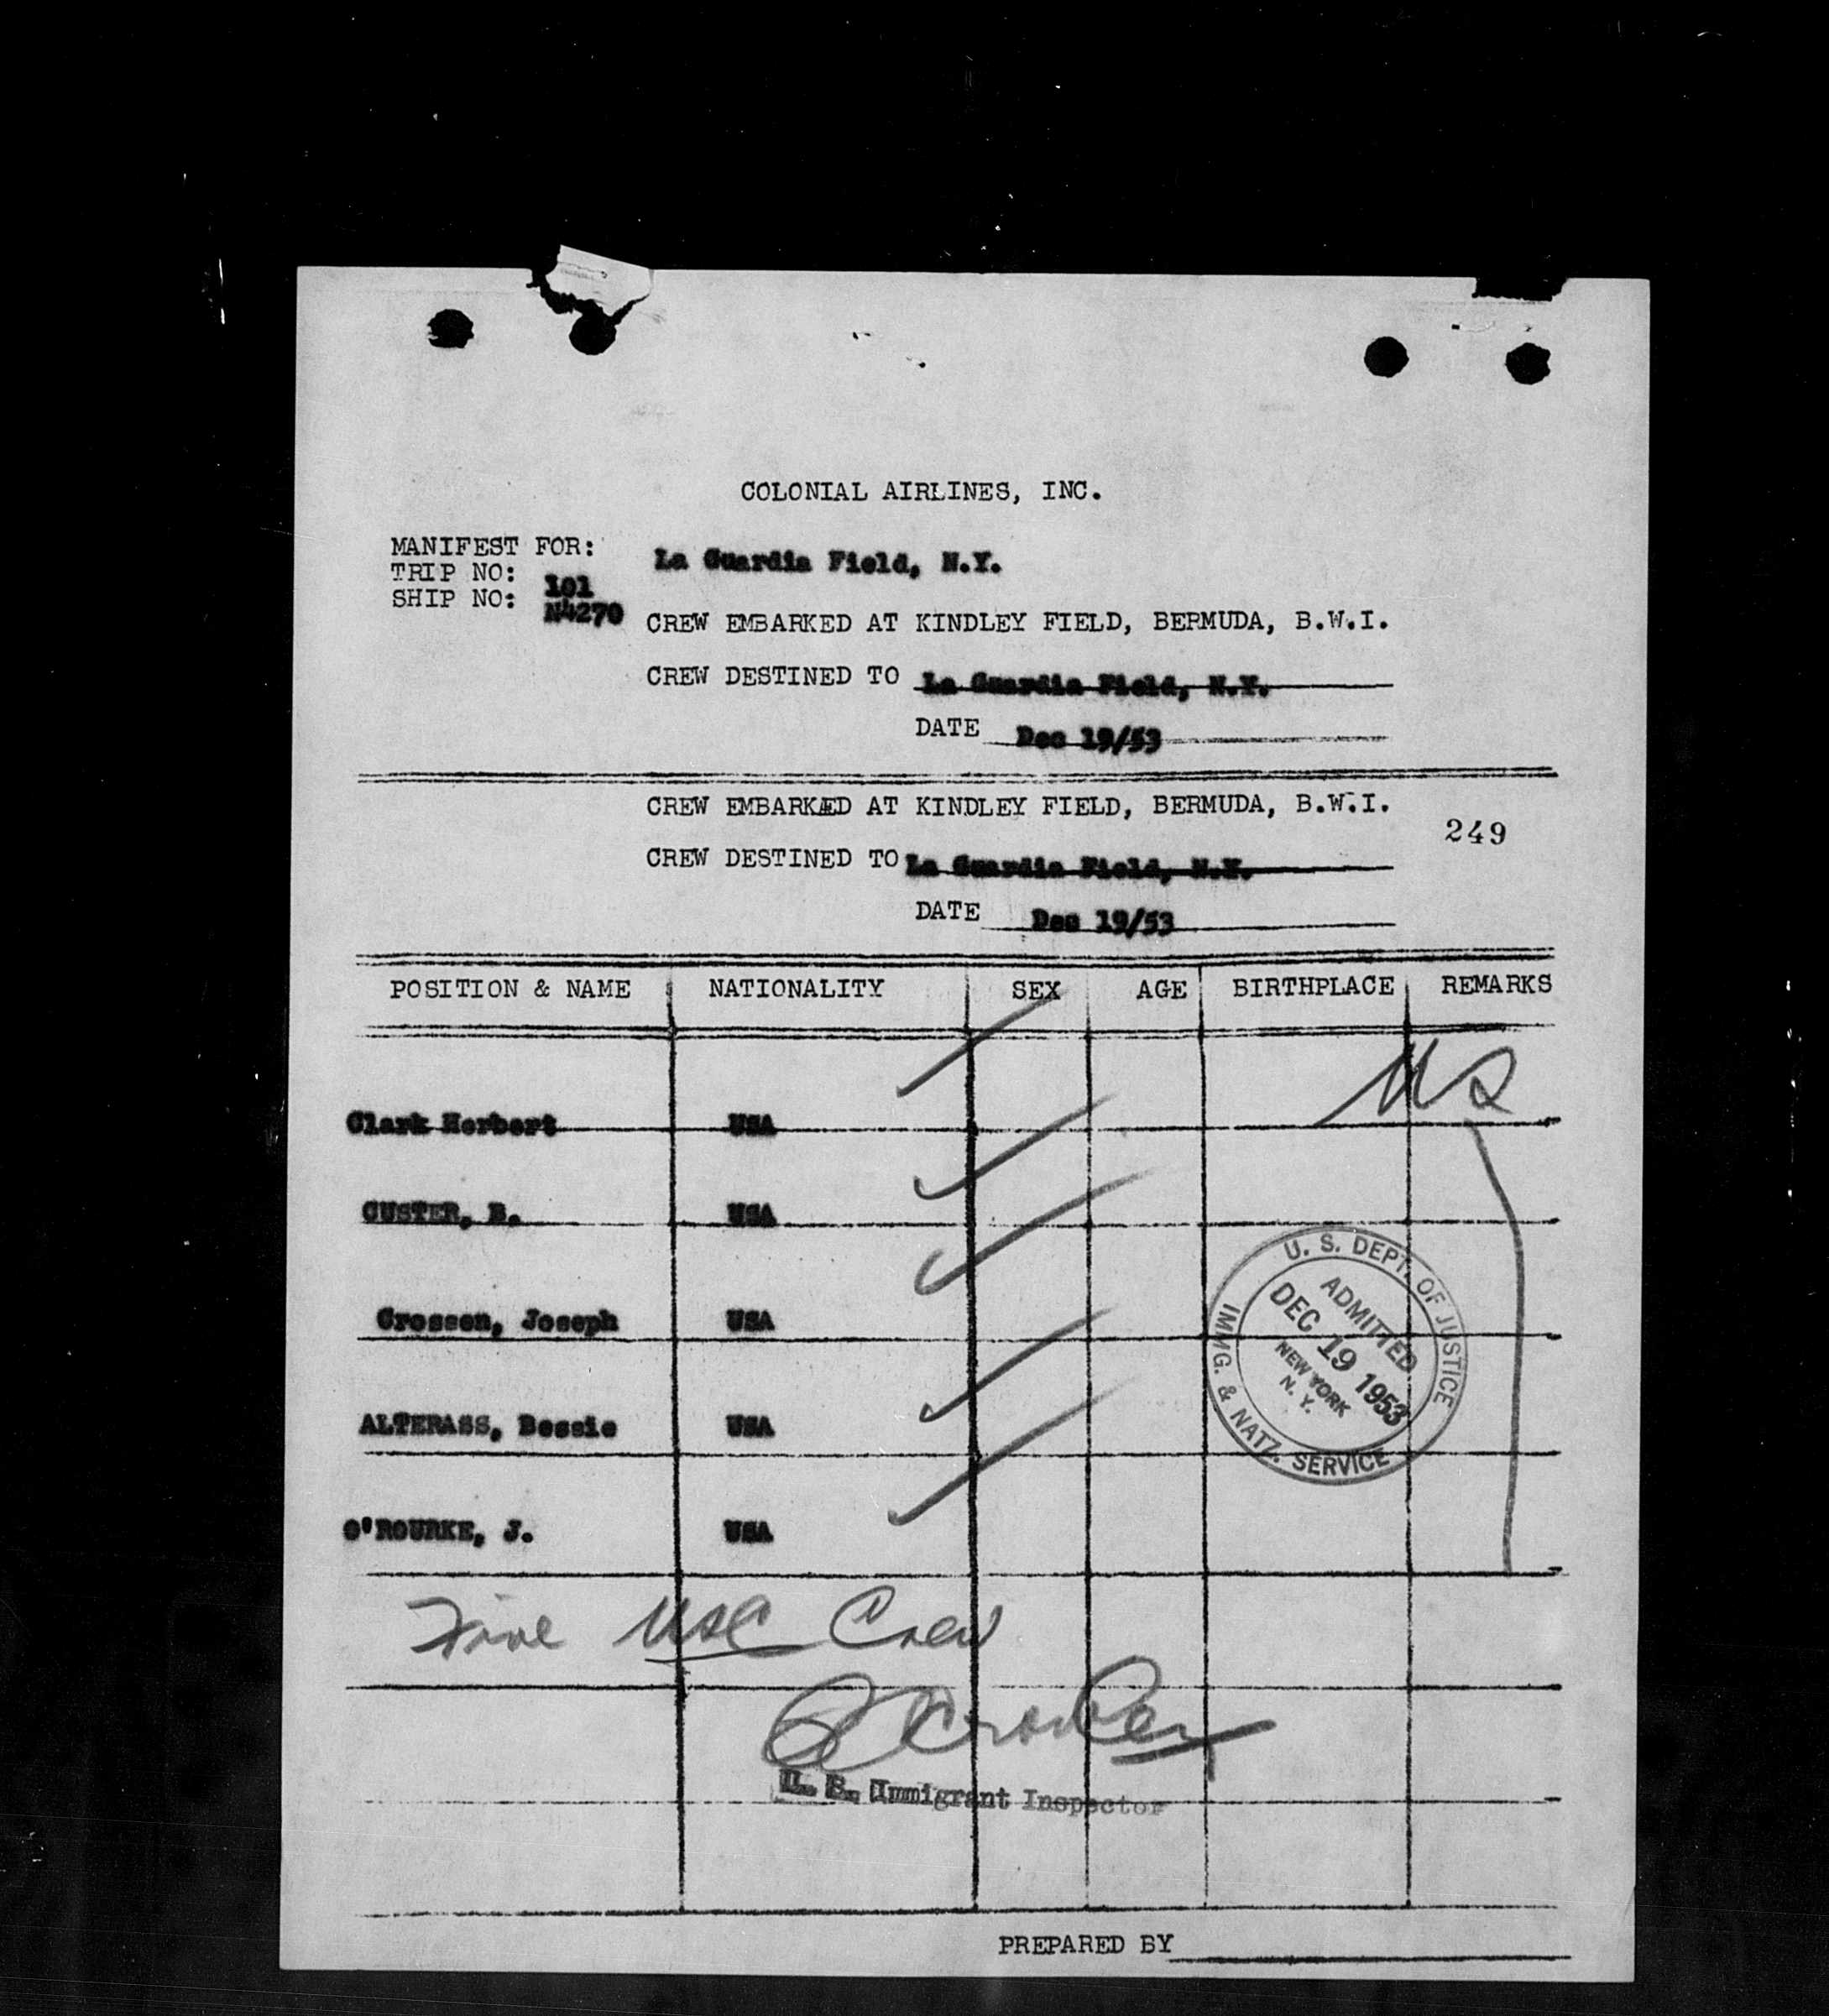 COLONIAL AIRLINES, INC.
MANIFEST FOR: La Guardia Field, N.Y.
TRIP NO: 101
SHIP NO: N4270
CREW EMBARKED AT KINDLEY FIELD, BERMUDA, B.W.I.
CREW DESTINED TO La Guardia Field, N.Y.
DATE Dec 19/53
CREW EMBARKED AT KINDLEY FIELD, BERMUDA, B.W.I.
249
CREW DESTINED TO La Guardia Field, N.Y.
DATE Dec 19/53
POSITION & NAME NATIONALITY SEX AGE BIRTHPLACE REMARKS
US
Clark Herbert USA
CUSTER, B. USA
Crossen, Joseph USA
ALTERASS, Bessie USA
O'ROURKE, J. USA
U. S. DEPT. OF JUSTICE
ADMITTED
DEC 19 1953
NEW YORK
N. Y.
IMMG. & NATZ. SERVICE
Five USC Crew
U. S. Immigrant Inspector
PREPARED BY